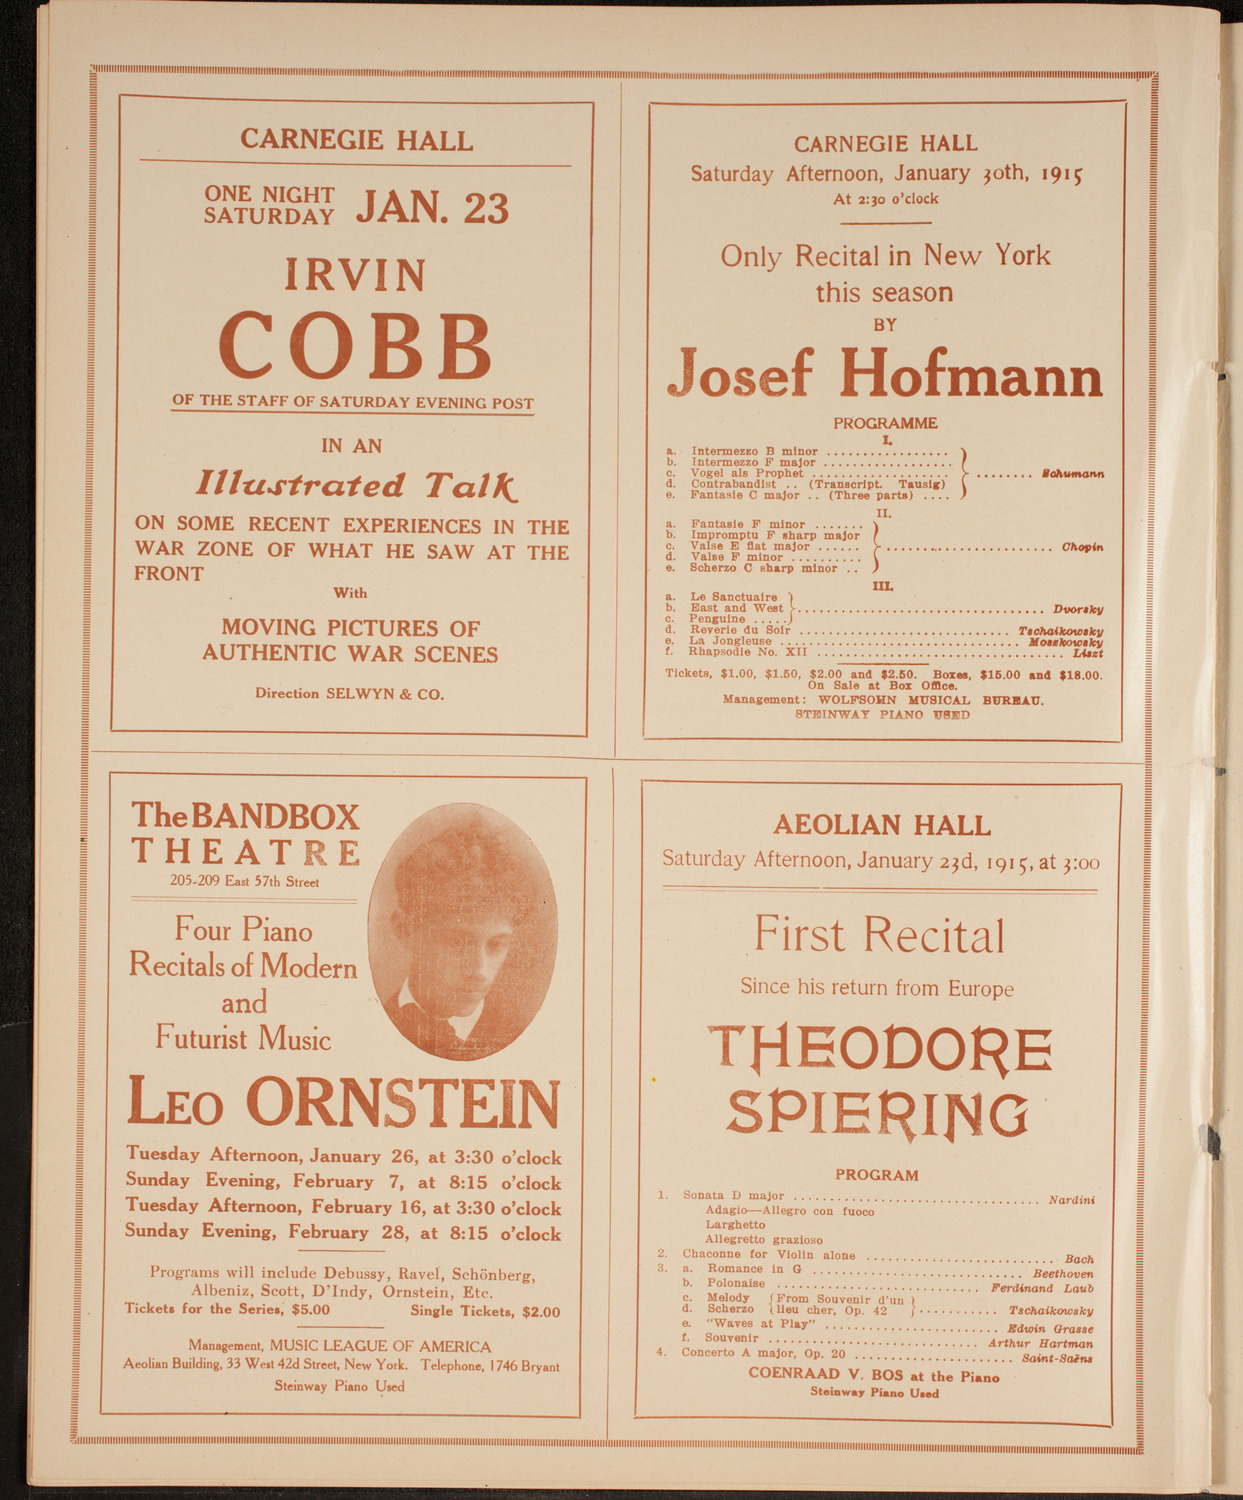 CARNEGIE HALL
ONE NIGHT
SATURDAY JAN. 23
IRVIN
COBB
OF THE STAFF OF SATURDAY EVENING POST
IN AN
Illustrated Talk
ON SOME RECENT EXPERIENCES IN THE
WAR ZONE OF WHAT HE SAW AT THE
FRONT
With
MOVING PICTURES OF
AUTHENTIC WAR SCENES
Direction SELWYN & CO.
CARNEGIE HALL
Saturday Afternoon, January 30th, 1915
At 2:30 o'clock
Only Recital in New York
this season
BY
Josef Hofmann
PROGRAMME
I.
a. Intermezzo B minor
b. Intermezzo F major
c. Vogel als Prophet ........ Schumann
d. Contrabandist .. (Transcript. Tausig)
e. Fantasie C major .. (Three parts) ....
II.
a. Fantasie F minor .......
b. Impromptu F sharp major
c. Valse E flat major ...... Chopin
d. Valse F minor ..........
e. Scherzo C sharp minor ..
III.
a. Le Sanctuaire
b. East and West ........ Dvorsky
c. Penguine .....
d. Reverie du Soir ........ Tschaikowsky
e. La Jongleuse ........ Moszkowsky
f. Rhapsodie No. XII ........ Liszt
Tickets, $1.00, $1.50, $2.00 and $2.50. Boxes, $15.00 and $18.00.
On Sale at Box Office.
Management: WOLFSOHN MUSICAL BUREAU.
STEINWAY PIANO USED
The BANDBOX
THEATRE
205-209 East 57th Street
Four Piano
Recitals of Modern
and
Futurist Music
LEO ORNSTEIN
Tuesday Afternoon, January 26, at 3:30 o'clock
Sunday Evening, February 7, at 8:15 o'clock
Tuesday Afternoon, February 16, at 3:30 o'clock
Sunday Evening, February 28, at 8:15 o'clock
Programs will include Debussy, Ravel, Schönberg,
Albeniz, Scott, D'Indy, Ornstein, Etc.
Tickets for the Series, $5.00 Single Tickets, $2.00
Management, MUSIC LEAGUE OF AMERICA
Aeolian Building, 33 West 42d Street, New York. Telephone, 1746 Bryant
Steinway Piano Used
AEOLIAN HALL
Saturday Afternoon, January 23d, 1915, at 3:00
First Recital
Since his return from Europe
THEODORE
SPIERING
PROGRAM
1. Sonata D major ........ Nardini
Adagio—Allegro con fuoco
Larghetto
Allegretto grazioso
2. Chaconne for Violin alone ........ Bach
3. a. Romance in G ........ Beethoven
b. Polonaise ........ Ferdinand Laub
c. Melody (From Souvenir d'un )
d. Scherzo (lieu cher, Op. 42 ) ........ Tschaikowsky
e. "Waves at Play" ........ Edwin Grasse
f. Souvenir ........ Arthur Hartman
4. Concerto A major, Op. 20 ........ Saint-Saëns
COENRAAD V. BOS at the Piano
Steinway Piano Used